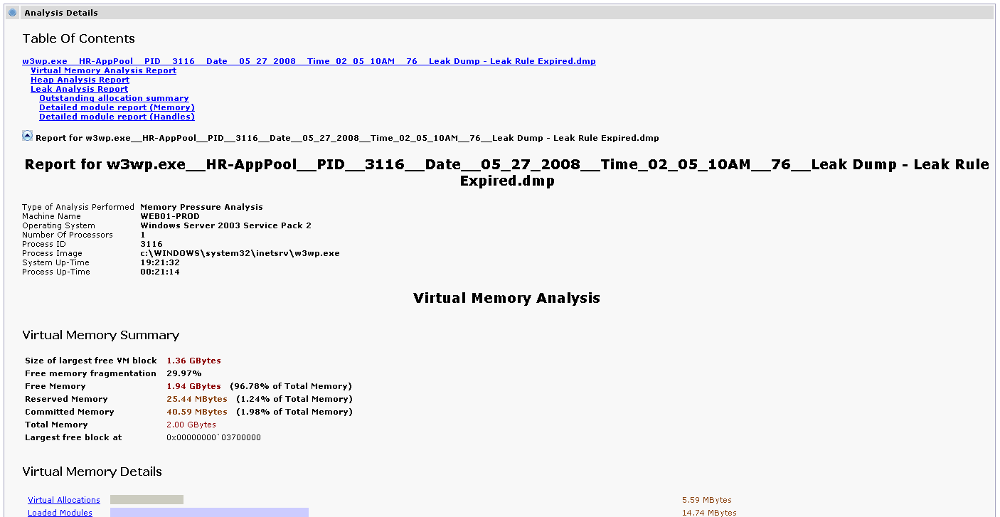 Analysis Details
Table Of Contents
w3wp.exe__HR-AppPool__PID__3116__Date__05_27_2008__Time_02_05_10AM__76__Leak Dump - Leak Rule Expired.dmp
Virtual Memory Analysis Report
Heap Analysis Report
Leak Analysis Report
Outstanding allocation summary
Detailed module report (Memory)
Detailed module report (Handles)
Report for w3wp.exe__HR-AppPool__PID__3116__Date__05_27_2008__Time_02_05_10AM__76__Leak Dump - Leak Rule Expired.dmp
Report for w3wp.exe__HR-AppPool__PID__3116__Date__05_27_2008__Time_02_05_10AM__76__Leak Dump - Leak Rule
Expired.dmp
Type of Analysis Performed Memory Pressure Analysis
Machine Name WEB01-PROD
Operating System Windows Server 2003 Service Pack 2
Number Of Processors 1
Process ID 3116
Process Image c:\WINDOWS\system32\inetsrv\w3wp.exe
System Up-Time 19:21:32
Process Up-Time 00:21:14
Virtual Memory Analysis
Virtual Memory Summary
Size of largest free VM block 1.36 GBytes
Free memory fragmentation 29.97%
Free Memory 1.94 GBytes (96.78% of Total Memory)
Reserved Memory 25.44 MBytes (1.24% of Total Memory)
Committed Memory 40.59 MBytes (1.98% of Total Memory)
Total Memory 2.00 GBytes
Largest free block at 0x00000000`03700000
Virtual Memory Details
Virtual Allocations 5.59 MBytes
Loaded Modules 14.74 MBytes